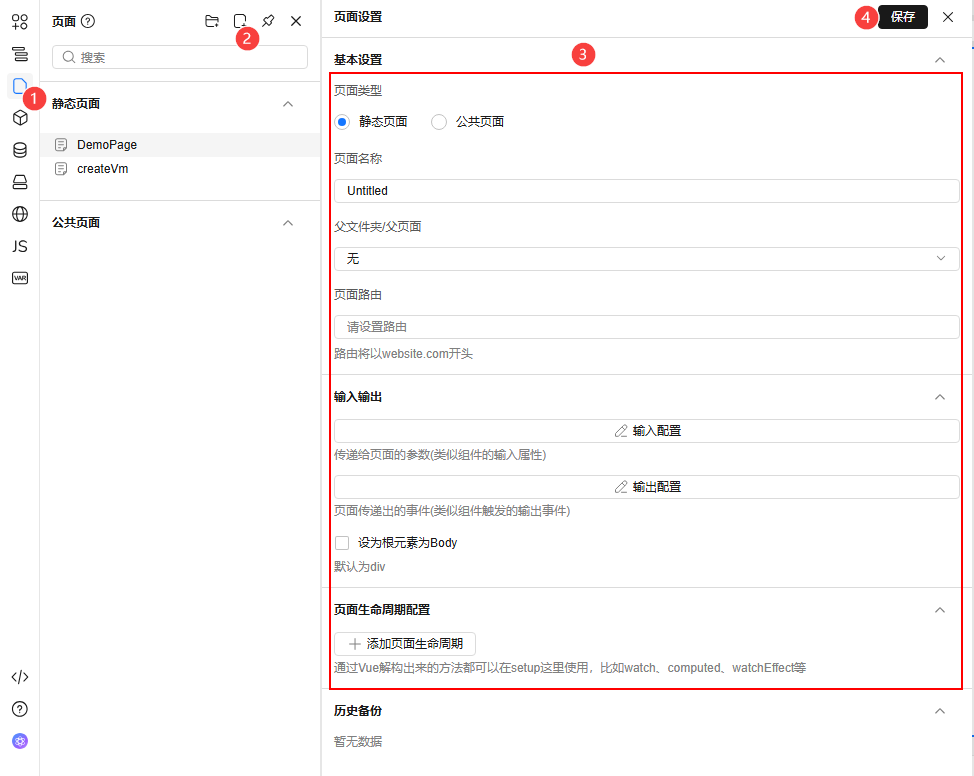 页面
搜索
静态页面
DemoPage
createVm
公共页面
JS
VAR
1
2
页面设置
4
保存
基本设置
3
页面类型
静态页面
公共页面
页面名称
Untitled
父文件夹/父页面
无
页面路由
请设置路由
路由将以website.com开头
输入输出
输入配置
传递给页面的参数(类似组件的输入属性)
输出配置
页面传递出的事件(类似组件触发的输出事件)
设为根元素为Body
默认为div
页面生命周期配置
添加页面生命周期
通过Vue解构出来的方法都可以在setup这里使用，比如watch、computed、watchEffect等
历史备份
暂无数据